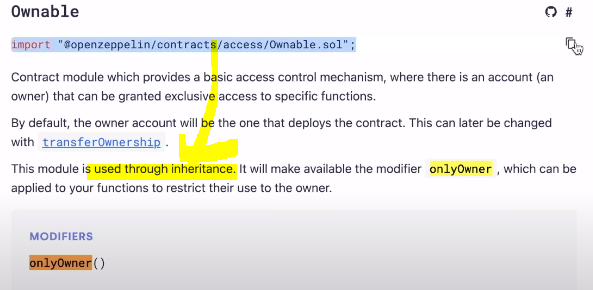 Ownable #
import "@openzeppelin/contracts/access/Ownable.sol";
Contract module which provides a basic access control mechanism, where there is an account (an
owner) that can be granted exclusive access to specific functions.
By default, the owner account will be the one that deploys the contract. This can later be changed
with transferOwnership .
This module is used through inheritance. It will make available the modifier onlyOwner , which can be
applied to your functions to restrict their use to the owner.
MODIFIERS
onlyOwner()